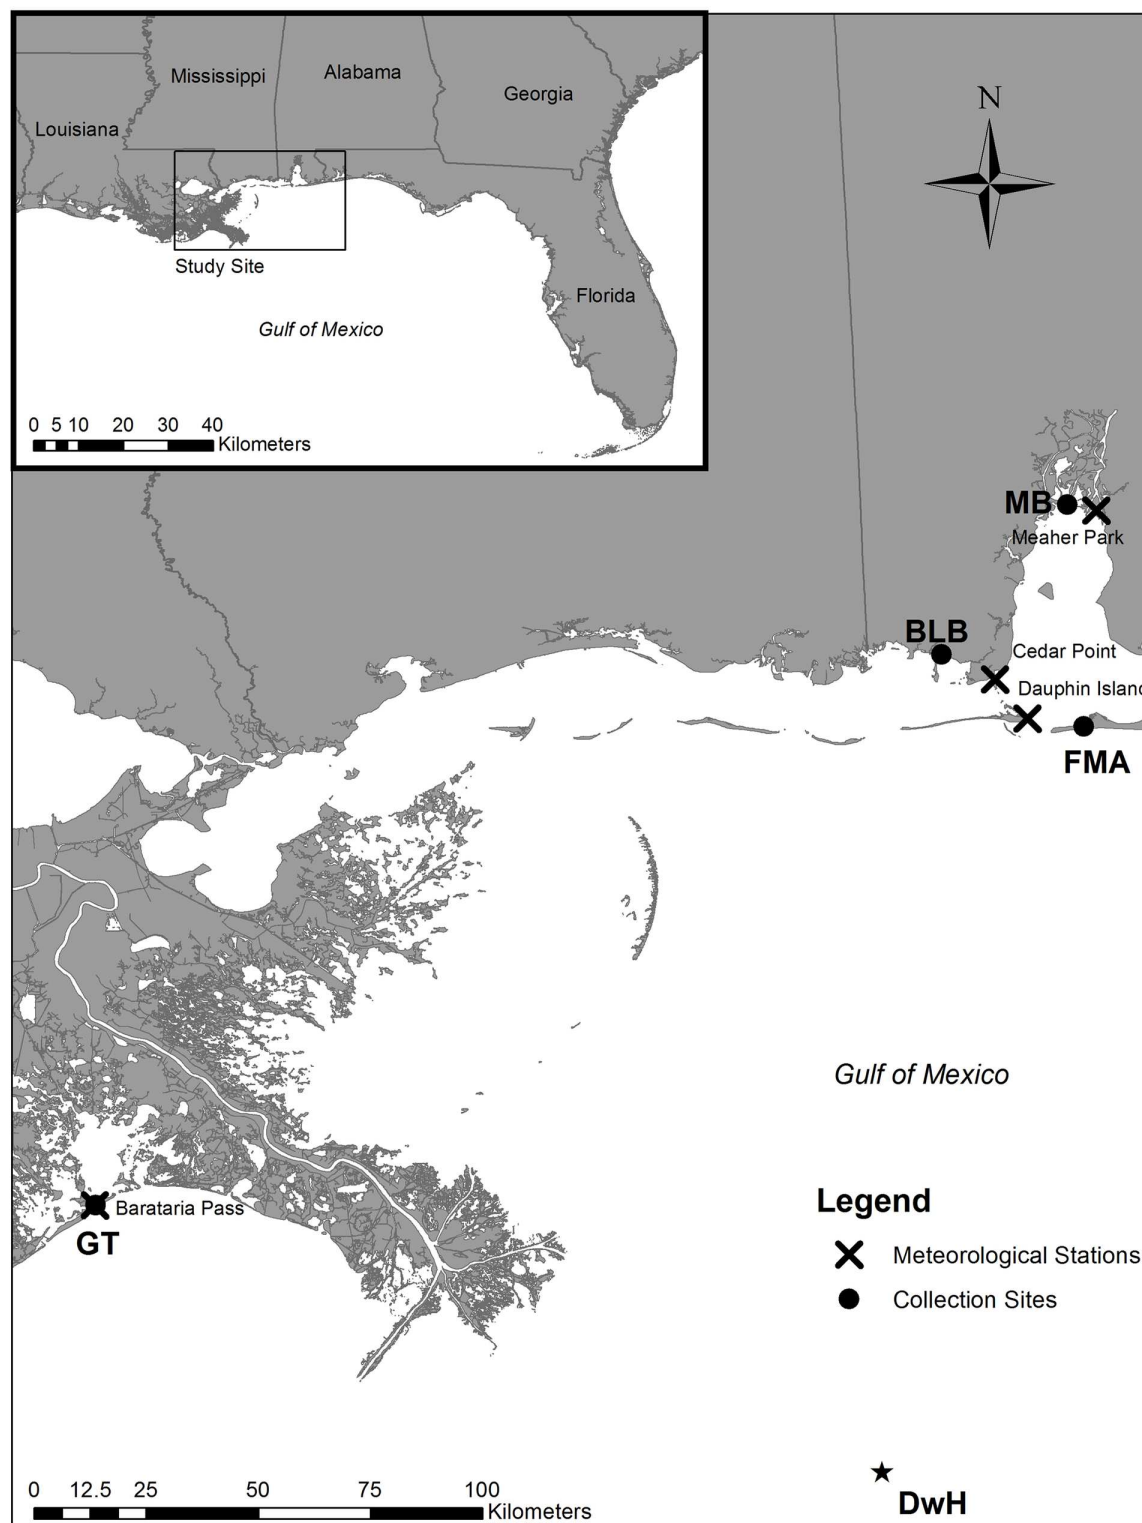 Mississippi
Alabama
Georgia
Louisiana
Study Site
Florida
Gulf of Mexico
0 5 10 20 30 40
Kilometers
N
MB
Meaher Park
BLB
Cedar Point
Dauphin Island
FMA
Gulf of Mexico
Barataria Pass
GT
Legend
Meteorological Stations
Collection Sites
0 12.5 25 50 75 100
Kilometers
DwH